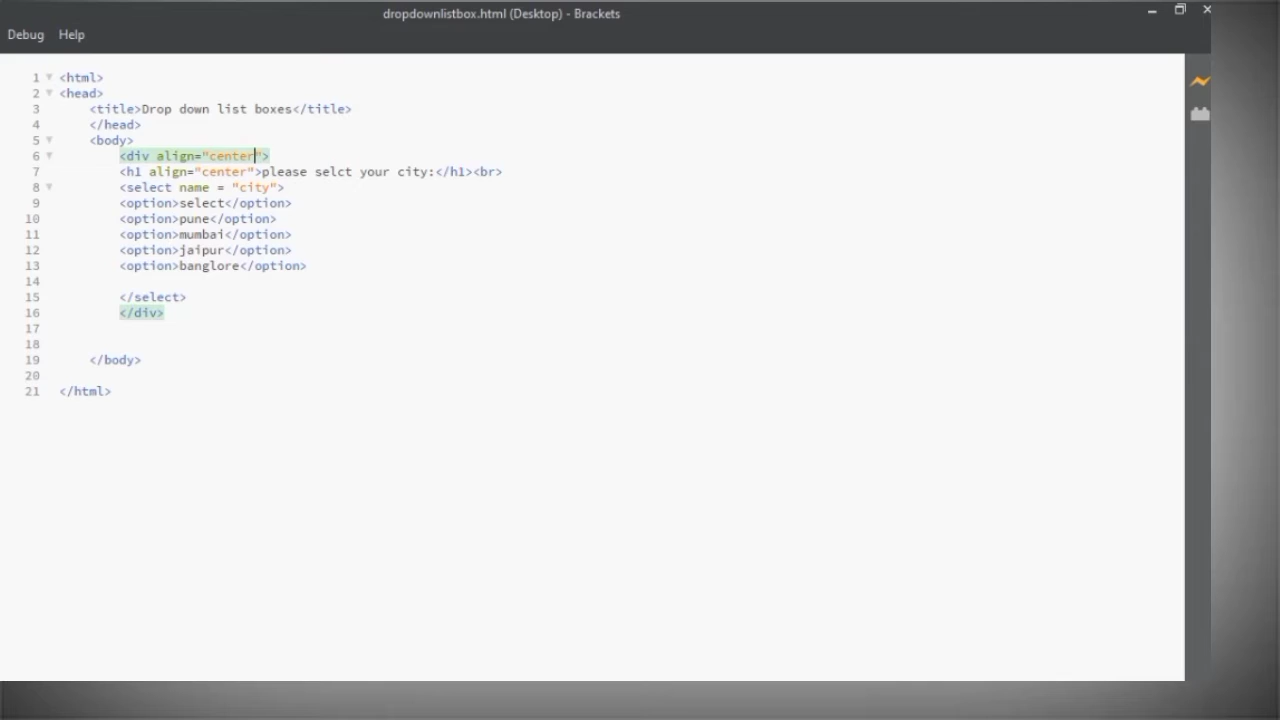 dropdownlistbox.html (Desktop) - Brackets
Debug Help
1 <html>
2 <head>
3 <title>Drop down list boxes</title>
4 </head>
5 <body>
6 <div align="center">
7 <h1 align="center">please selct your city:</h1><br>
8 <select name = "city">
9 <option>select</option>
10 <option>pune</option>
11 <option>mumbai</option>
12 <option>jaipur</option>
13 <option>banglore</option>
14
15 </select>
16 </div>
17
18
19 </body>
20
21 </html>